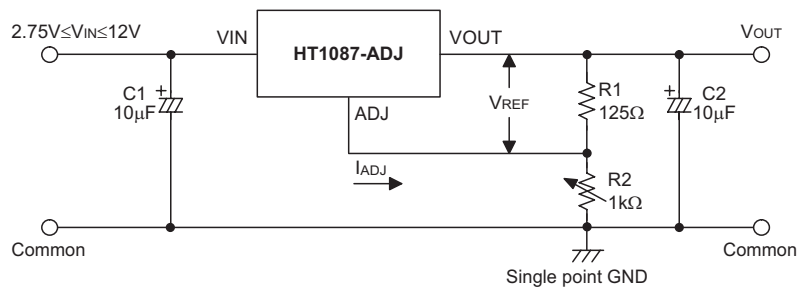 2.75V≤VIN≤12V
VIN
HT1087-ADJ
VOUT
VOUT
+
C1
10μF
ADJ
VREF
R1
125Ω
+
C2
10μF
IADJ
R2
1kΩ
Common
Common
Single point GND